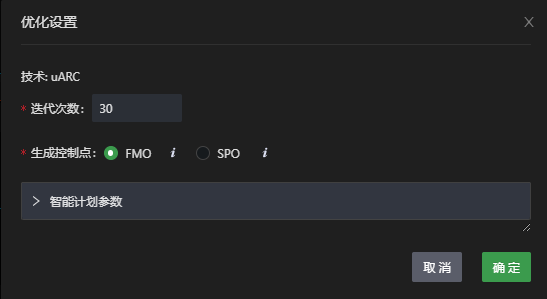 优化设置
技术: uARC
* 迭代次数: 30
* 生成控制点: FMO i SPO i
智能计划参数
取消 确定